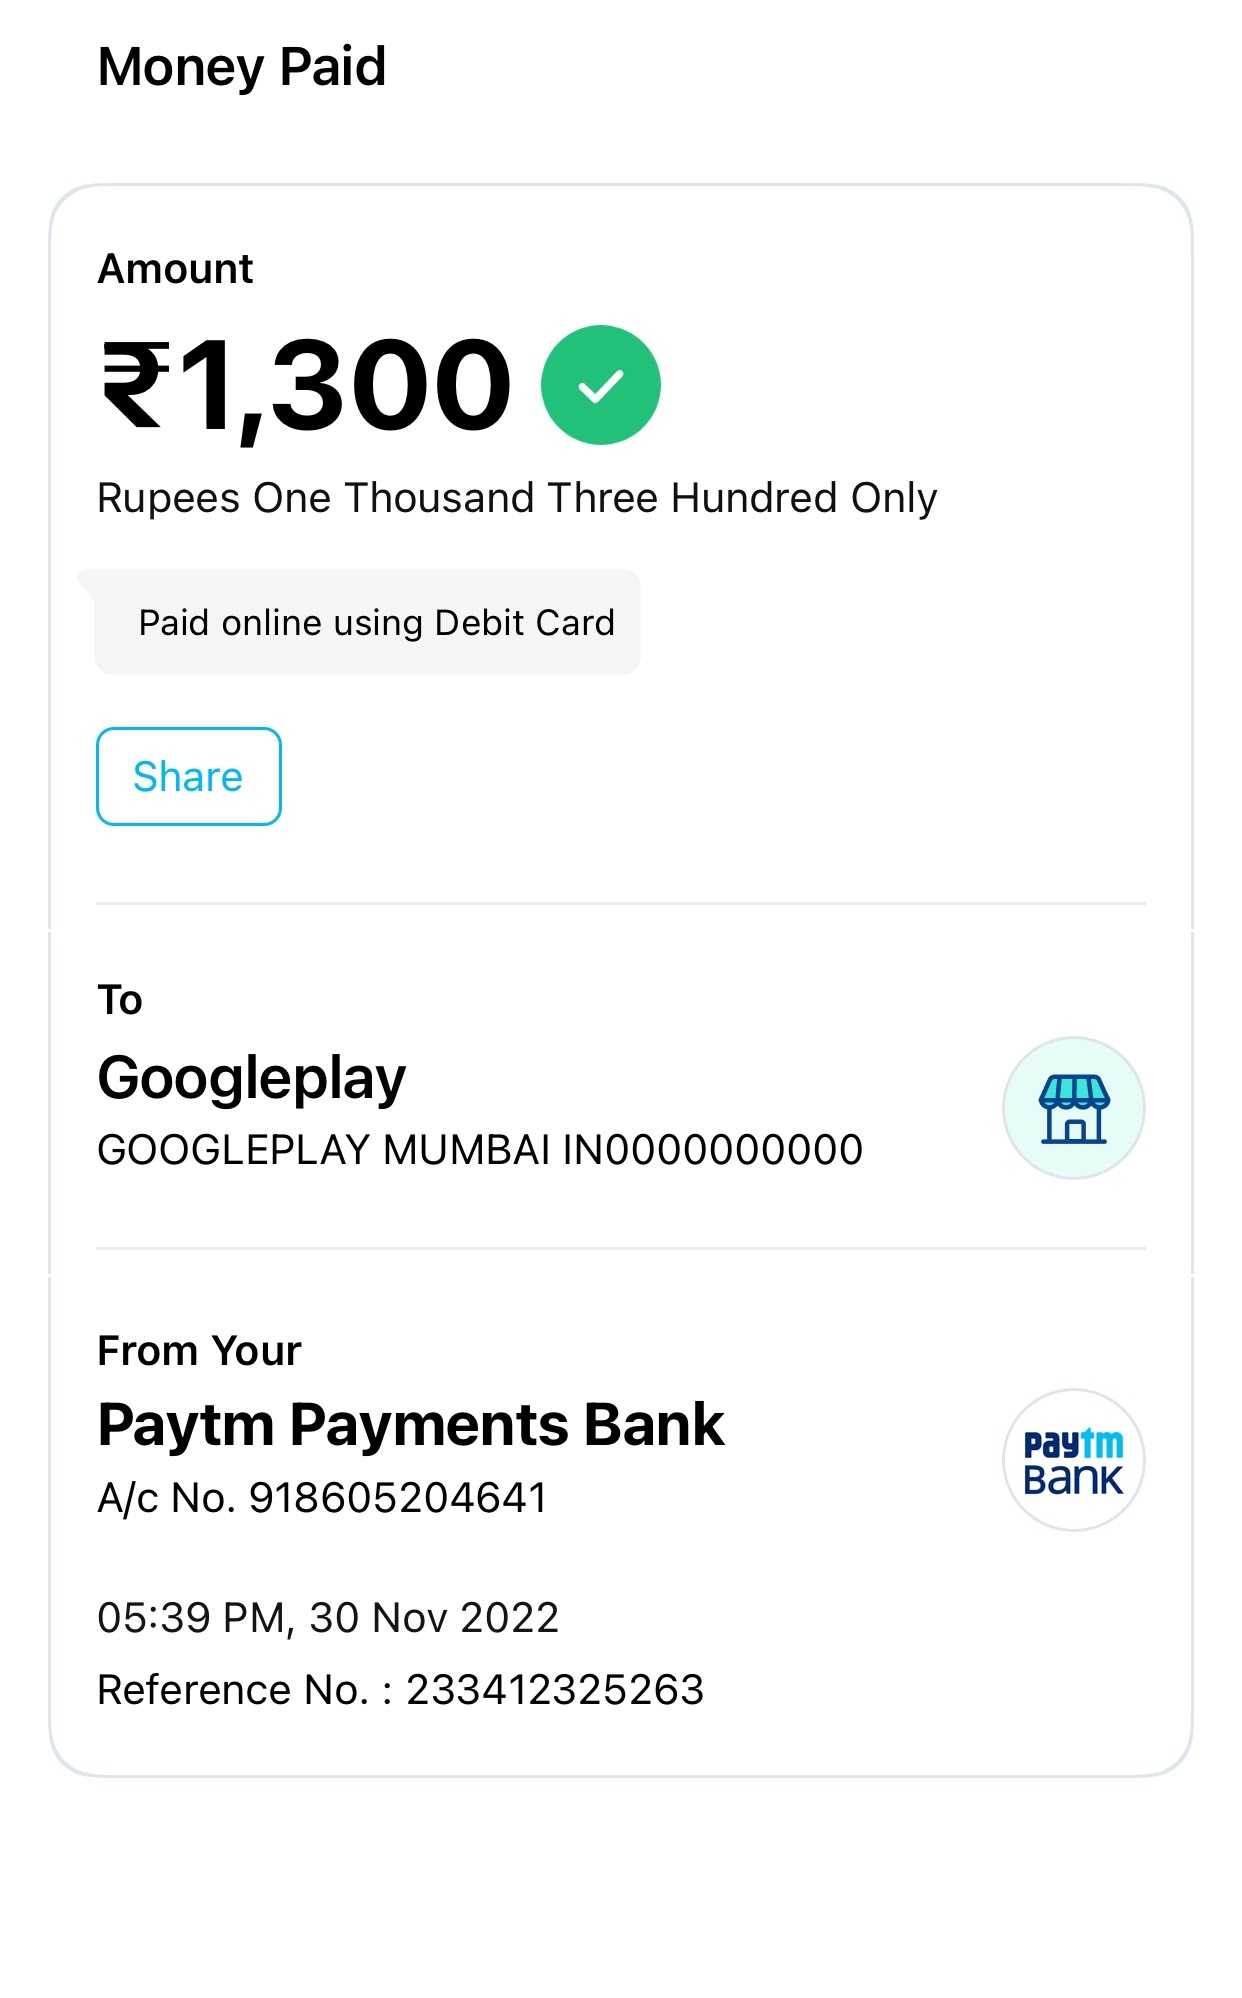 Money Paid
Amount
₹1,300
Rupees One Thousand Three Hundred Only
Paid online using Debit Card
Share
To
Googleplay
GOOGLEPLAY MUMBAI IN0000000000
From Your
Paytm Payments Bank
A/c No. 918605204641
paytm
BANK
05:39 PM, 30 Nov 2022
Reference No. : 233412325263